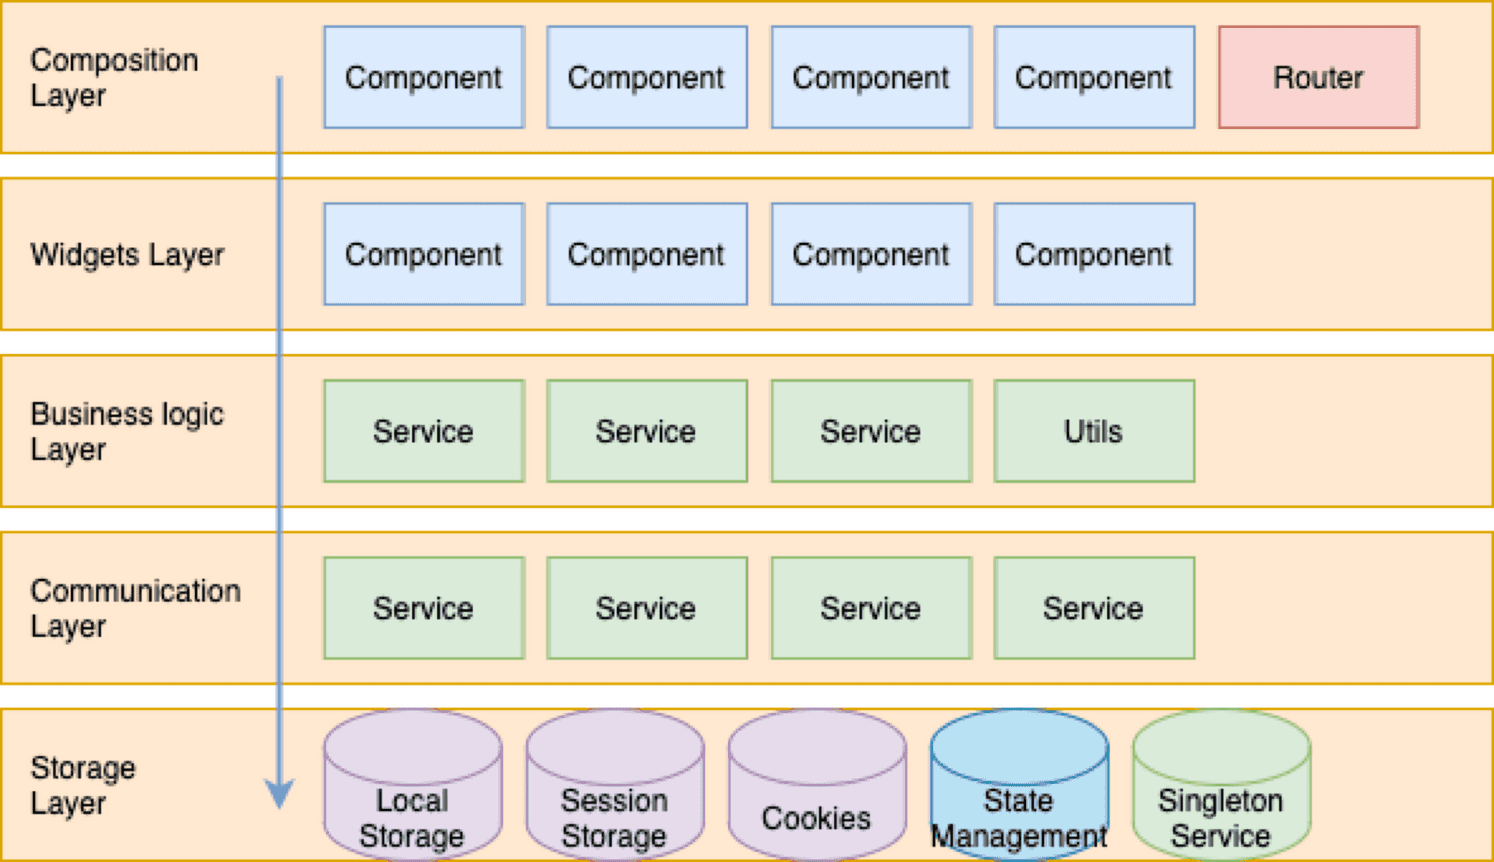 Composition
Layer
Component
Component
Component
Component
Router
Widgets Layer
Component
Component
Component
Component
Business logic
Layer
Service
Service
Service
Utils
Communication
Layer
Service
Service
Service
Service
Storage
Layer
Local
Storage
Session
Storage
Cookies
State
Management
Singleton
Service